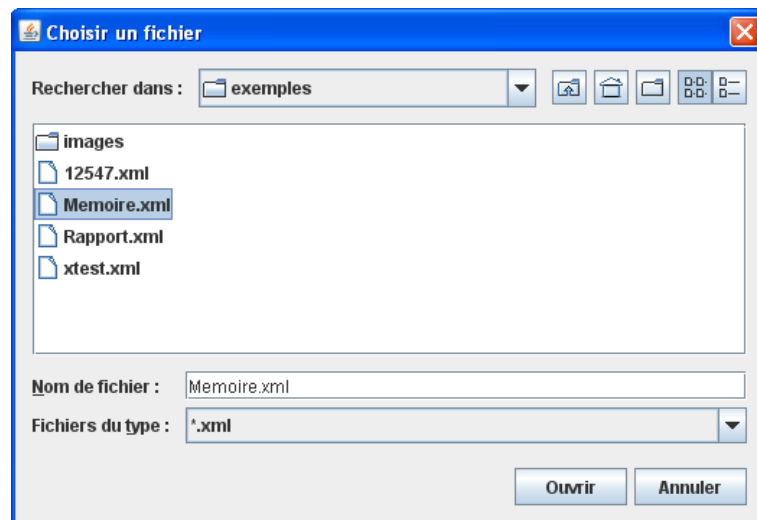 Choisir un fichier
Rechercher dans : exemples
images
12547.xml
Memoire.xml
Rapport.xml
xtest.xml
Nom de fichier : Memoire.xml
Fichiers du type : *.xml
Ouvrir Annuler